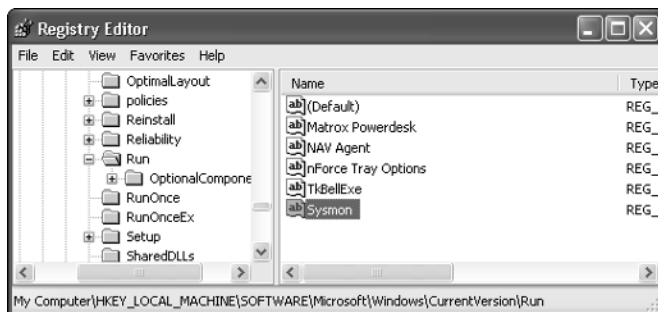 Registry Editor
File Edit View Favorites Help
OptimalLayout
policies
Reinstall
Reliability
Run
OptionalCompone
RunOnce
RunOnceEx
Setup
SharedDLLs
Name Type
(Default) REG_
Matrox Powerdesk REG_
NAV Agent REG_
nForce Tray Options REG_
TkBellExe REG_
Sysmon REG_
My Computer\HKEY_LOCAL_MACHINE\SOFTWARE\Microsoft\Windows\CurrentVersion\Run